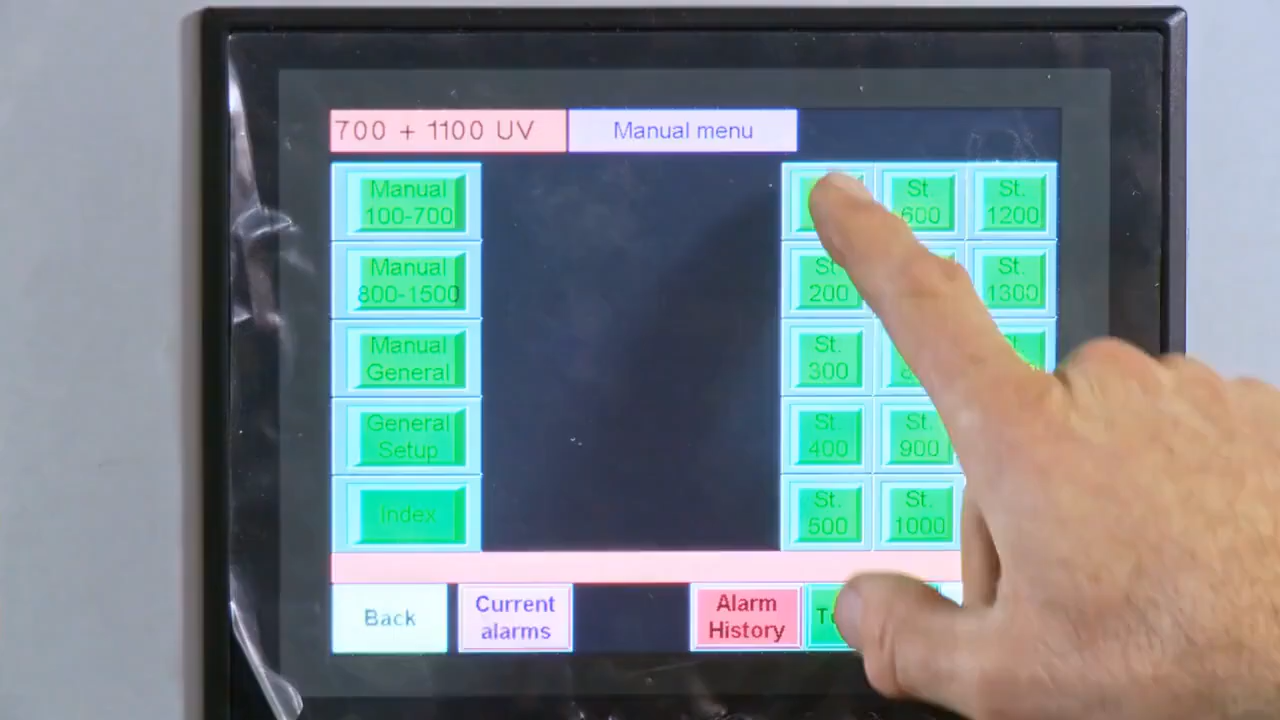 700 + 1100 UV
Manual menu
Manual
100-700
Manual
800-1500
Manual
General
General
Setup
Index
St.
600
St.
1200
St.
200
St.
1300
St.
300
St.
400
St.
900
St.
500
St.
1000
Back
Current
alarms
Alarm
History